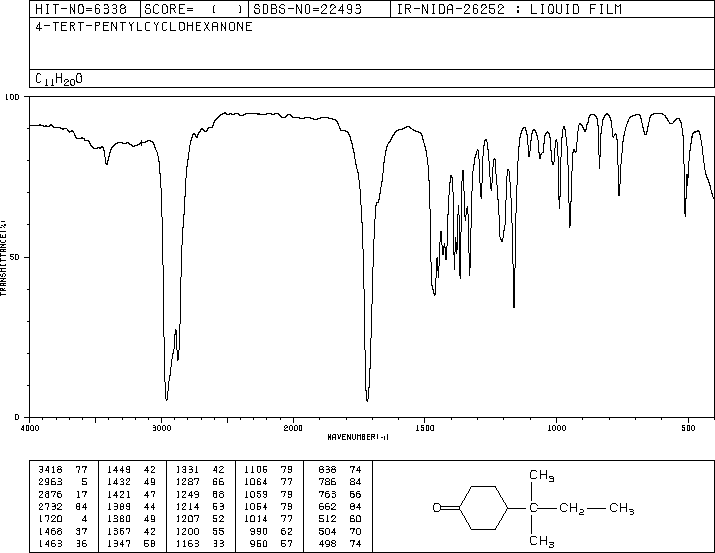 HIT-NO=6338 SCORE= ( ) SDBS-NO=22493 IR-NIDA-26252 : LIQUID FILM
4-TERT-PENTYLCYCLOHEXANONE
C11H20O
100
50
0
TRANSMITTANCE(%)
4000 3000 2000 1500 1000 500
WAVENUMBER(-1)
3418 77 1449 42 1331 42 1106 79 838 74
2963 5 1432 49 1287 66 1064 77 786 84
2876 17 1421 47 1249 68 1059 79 763 66
2732 84 1389 44 1214 53 1054 79 662 84
1720 4 1380 49 1207 52 1014 77 512 60
1466 37 1367 42 1200 55 990 62 504 70
1463 36 1347 58 1163 33 950 57 498 74
CH3
O
CH2 CH3
CH3